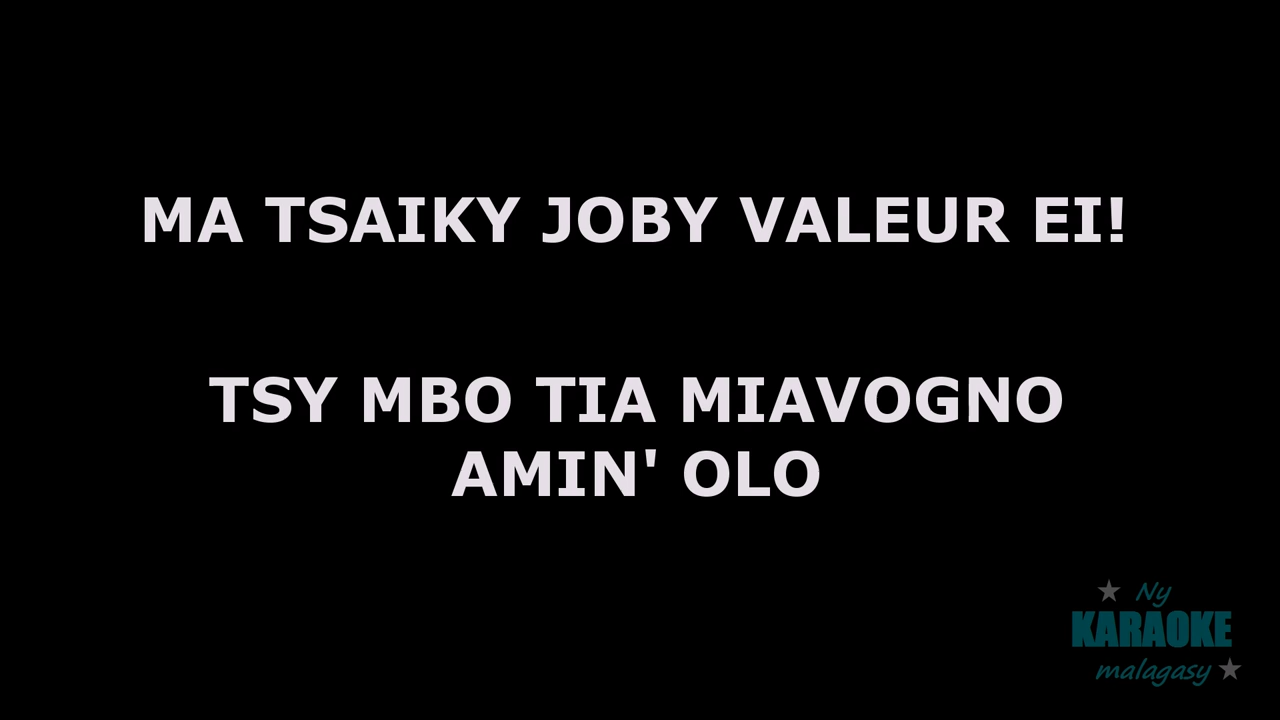 MA TSAIKY JOBY VALEUR EI!
TSY MBO TIA MIAVOGNO
AMIN' OLO
Ny
KARAOKE
malagasy